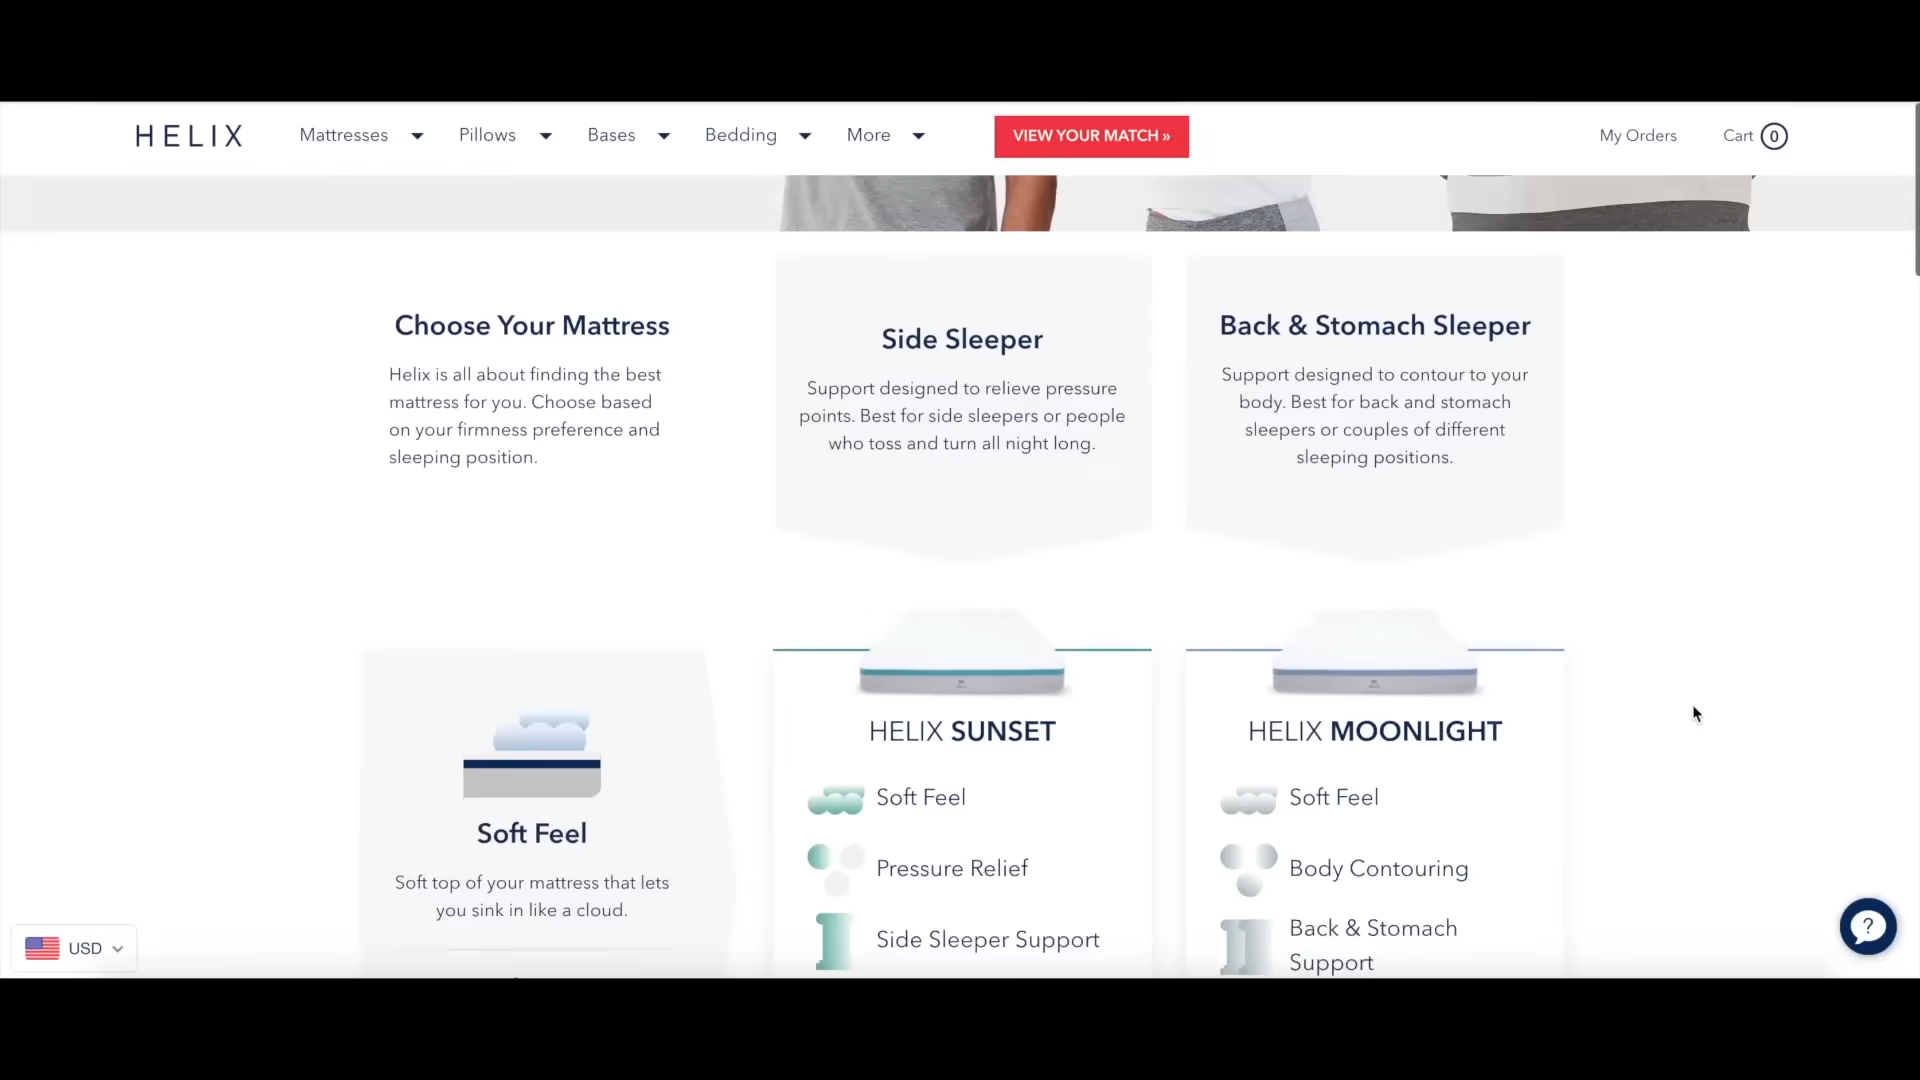 HELIX
Mattresses
Pillows
Bases
Bedding
More
VIEW YOUR MATCH »
My Orders
Cart 0
Choose Your Mattress
Helix is all about finding the best
mattress for you. Choose based
on your firmness preference and
sleeping position.
Side Sleeper
Support designed to relieve pressure
points. Best for side sleepers or people
who toss and turn all night long.
Back & Stomach Sleeper
Support designed to contour to your
body. Best for back and stomach
sleepers or couples of different
sleeping positions.
Soft Feel
Soft top of your mattress that lets
you sink in like a cloud.
HELIX SUNSET
Soft Feel
Pressure Relief
Side Sleeper Support
HELIX MOONLIGHT
Soft Feel
Body Contouring
Back & Stomach
Support
USD
?